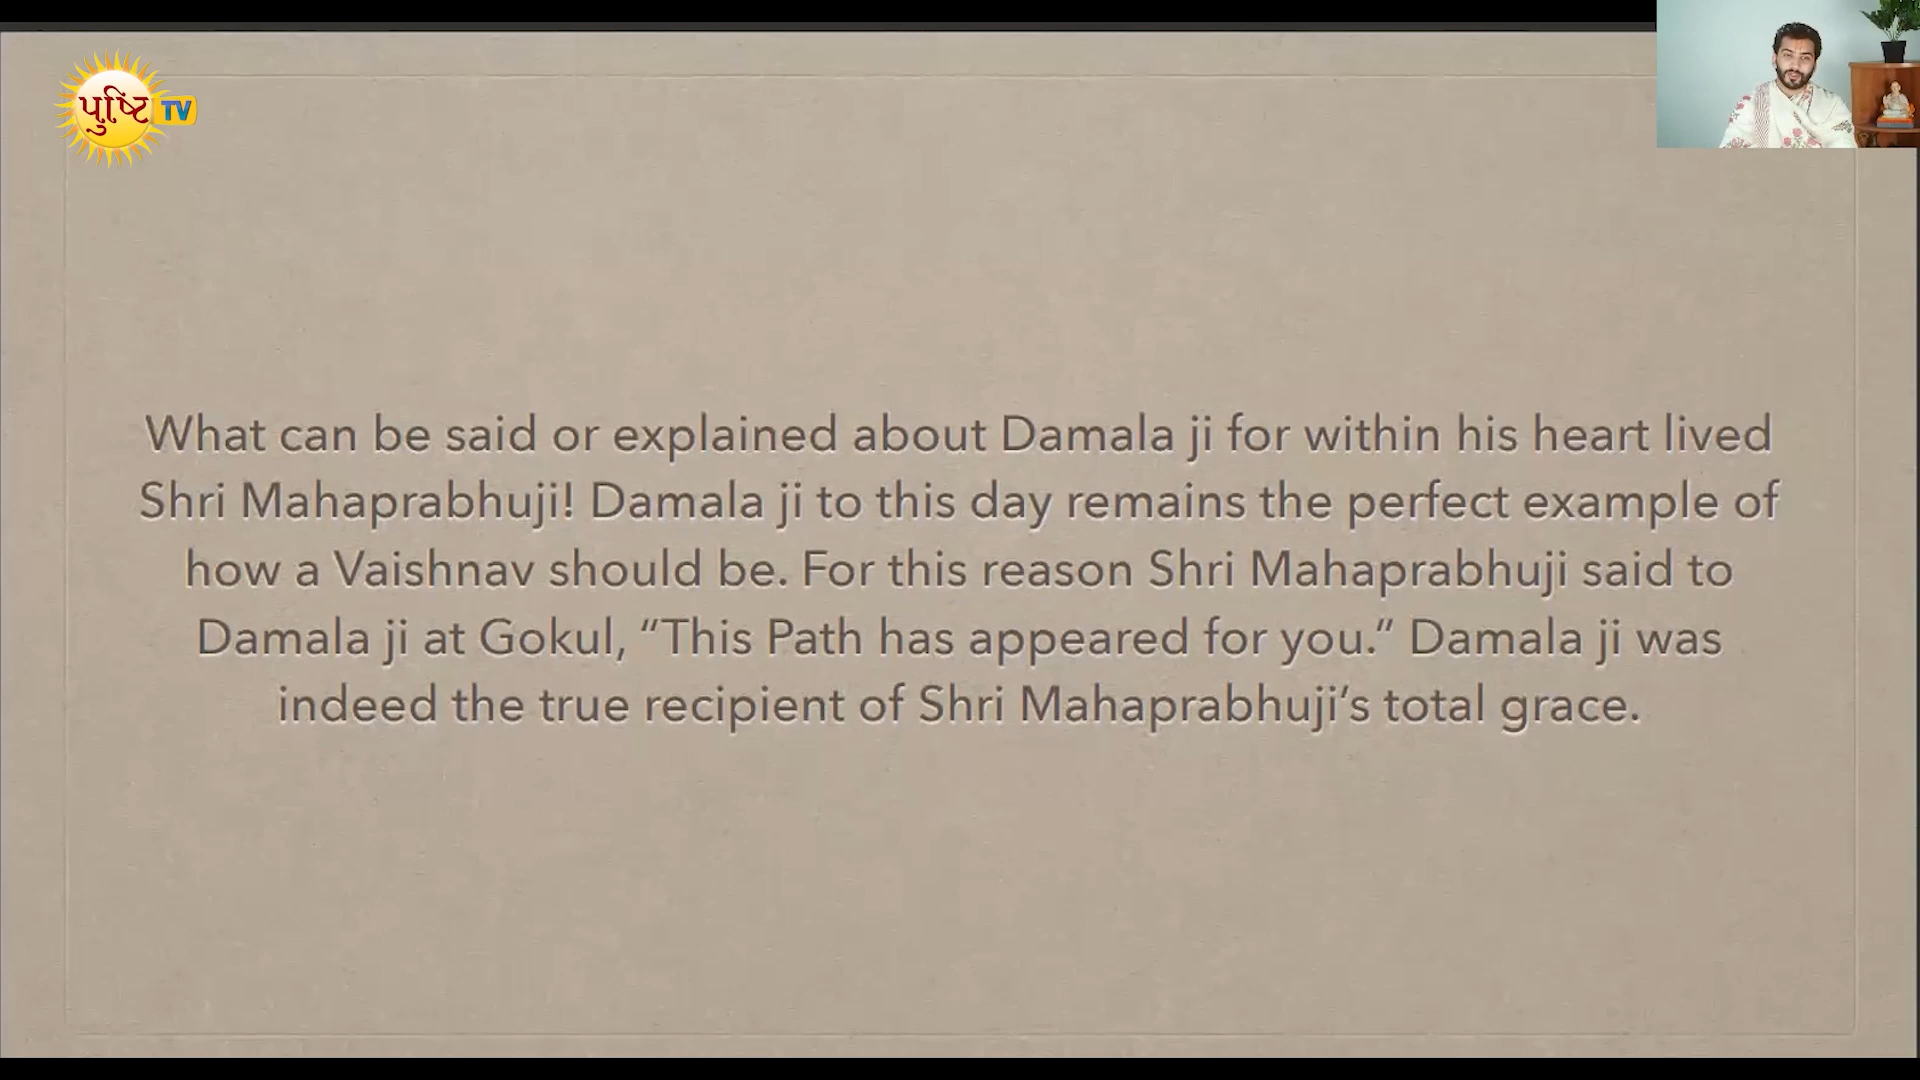 પુષ્ટિ TV
What can be said or explained about Damala ji for within his heart lived
Shri Mahaprabhuji! Damala ji to this day remains the perfect example of
how a Vaishnav should be. For this reason Shri Mahaprabhuji said to
Damala ji at Gokul, “This Path has appeared for you.” Damala ji was
indeed the true recipient of Shri Mahaprabhuji’s total grace.